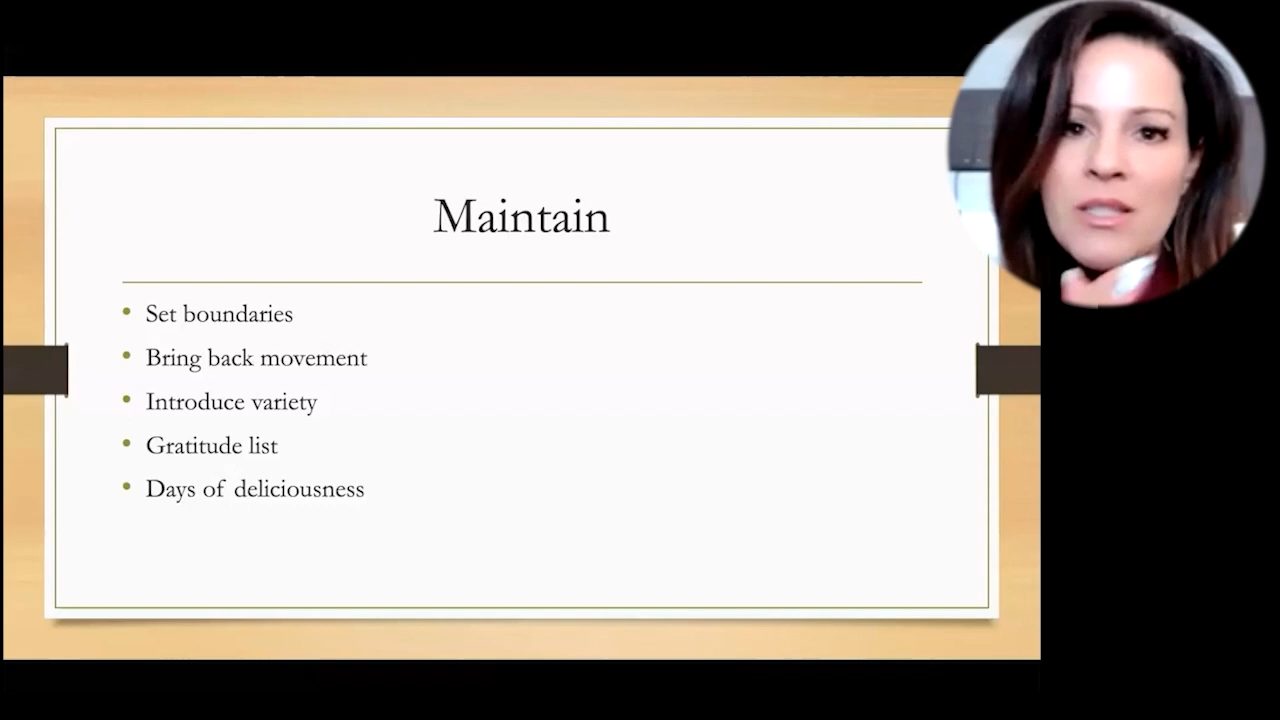 Maintain
Set boundaries
Bring back movement
Introduce variety
Gratitude list
Days of deliciousness